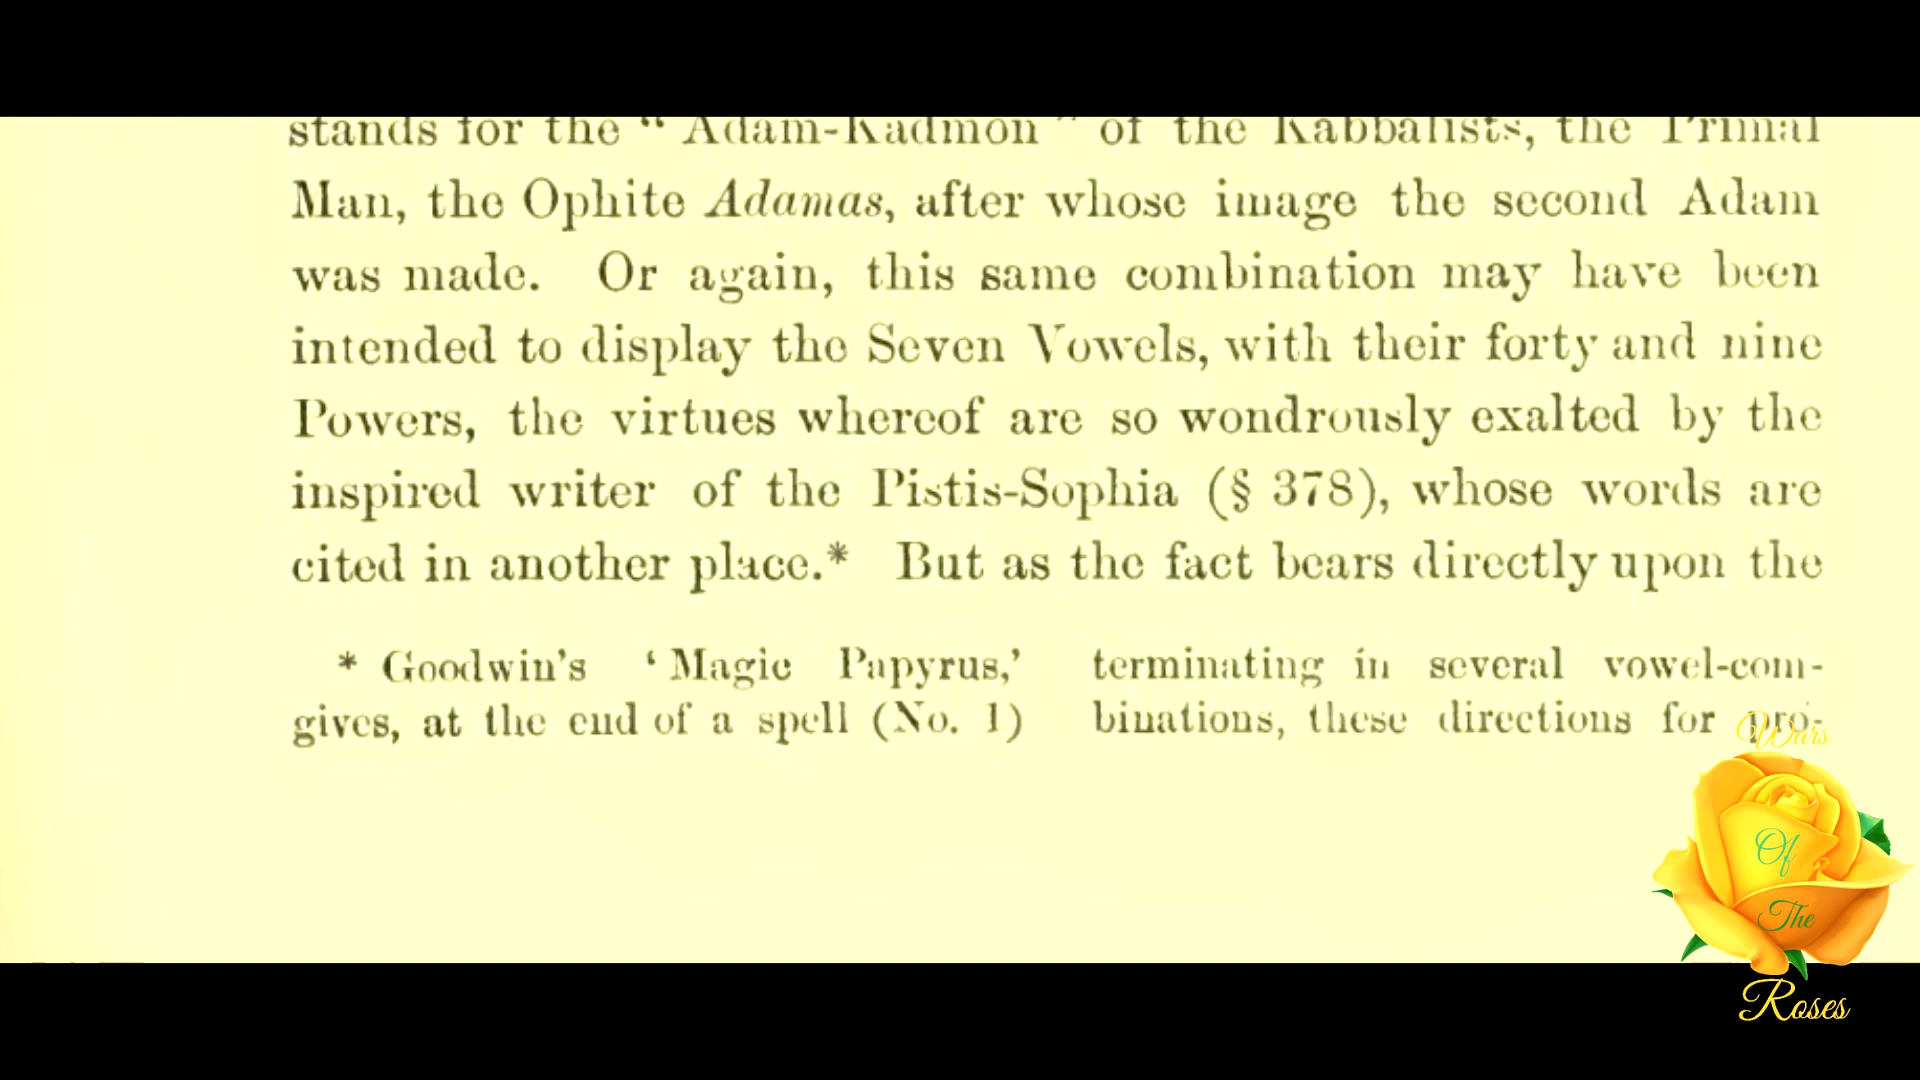 stands for the “ Adam-Kadmon ” of the Kabbalists, the Primal
Man, the Ophite Adamas, after whose image the second Adam
was made. Or again, this same combination may have been
intended to display the Seven Vowels, with their forty and nine
Powers, the virtues whereof are so wondrously exalted by the
inspired writer of the Pistis-Sophia (§ 378), whose words are
cited in another place.* But as the fact bears directly upon the
* Goodwin’s ‘ Magic Papyrus,’
gives, at the end of a spell (No. 1)
terminating in several vowel-com-
binations, these directions for pro-
Wars
Of
The
Roses